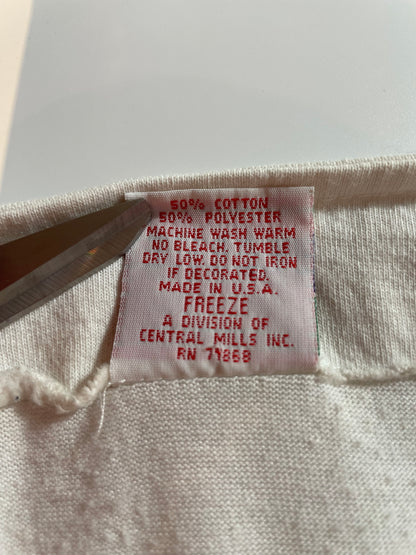 50% COTTON
50% POLYESTER
MACHINE WASH WARM
NO BLEACH. TUMBLE
DRY LOW. DO NOT IRON
IF DECORATED.
MADE IN U.S.A.
FREEZE
A DIVISION OF
CENTRAL MILLS INC.
RN 71868